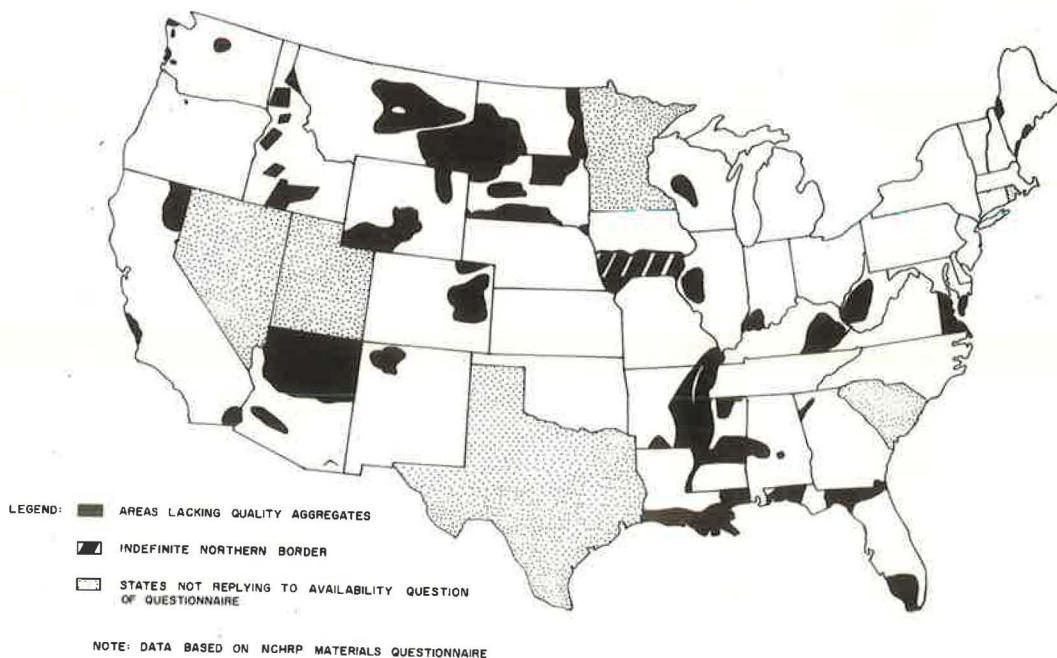 LEGEND:
AREAS LACKING QUALITY AGGREGATES
INDEFINITE NORTHERN BORDER
STATES NOT REPLYING TO AVAILABILITY QUESTION
OF QUESTIONNAIRE
NOTE: DATA BASED ON NCHRP MATERIALS QUESTIONNAIRE